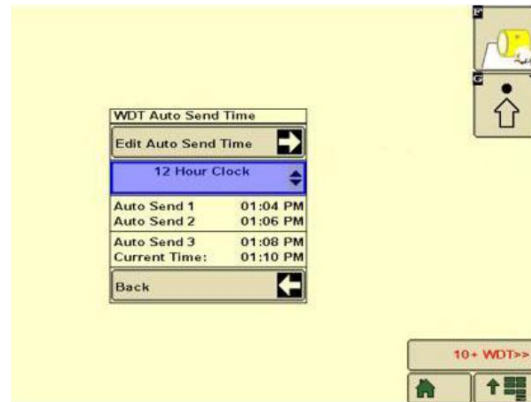 WDT Auto Send Time
Edit Auto Send Time
12 Hour Clock
Auto Send 1 01:04 PM
Auto Send 2 01:06 PM
Auto Send 3 01:08 PM
Current Time: 01:10 PM
Back
F
G
10+ WDT>>